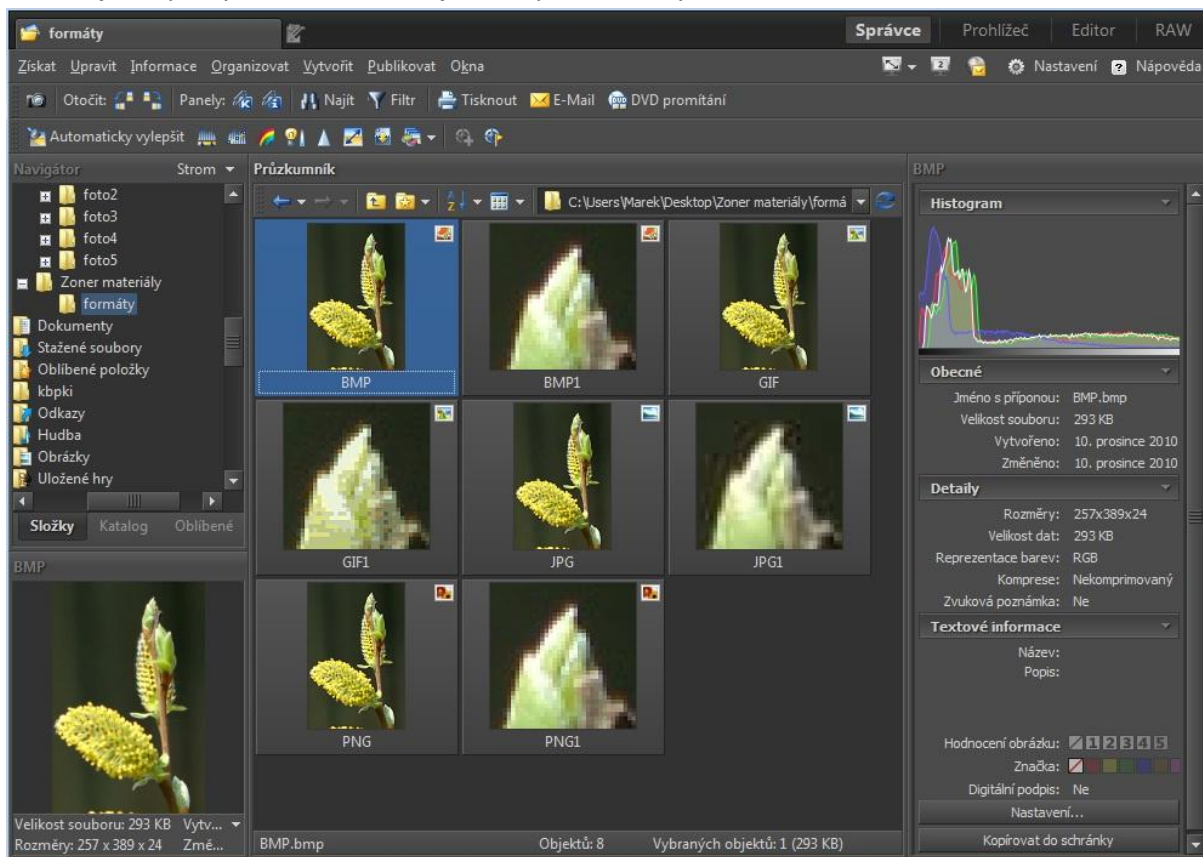 formáty Správce Prohlížeč Editor RAW
Získat Upravit Informace Organizovat Vytvořit Publikovat Okna 2 Nastavení ? Nápověda
Otočit: Panely: Najít Filtr Tisknout E-Mail DVD promítání
Automaticky vylepšit
Navigátor Strom
foto2
foto3
foto4
foto5
Zoner materiály
formáty
Dokumenty
Stažené soubory
Oblíbené položky
kbpki
Odkazy
Hudba
Obrázky
Uložené hry
Složky Katalog Oblíbené
BMP
Velikost souboru: 293 KB Vytv...
Rozměry: 257 x 389 x 24 Změ...
Průzkumník
C:\Users\Marek\Desktop\Zoner materiály\formá
BMP BMP1 GIF
GIF1 JPG JPG1
PNG PNG1
BMP.bmp Objektů: 8 Vybraných objektů: 1 (293 KB)
BMP
Histogram
Obecné
Jméno s příponou: BMP.bmp
Velikost souboru: 293 KB
Vytvořeno: 10. prosince 2010
Změněno: 10. prosince 2010
Detaily
Rozměry: 257x389x24
Velikost dat: 293 KB
Reprezentace barev: RGB
Komprese: Nekomprimovaný
Zvuková poznámka: Ne
Textové informace
Název:
Popis:
Hodnocení obrázku: 1 2 3 4 5
Značka:
Digitální podpis: Ne
Nastavení...
Kopírovat do schránky